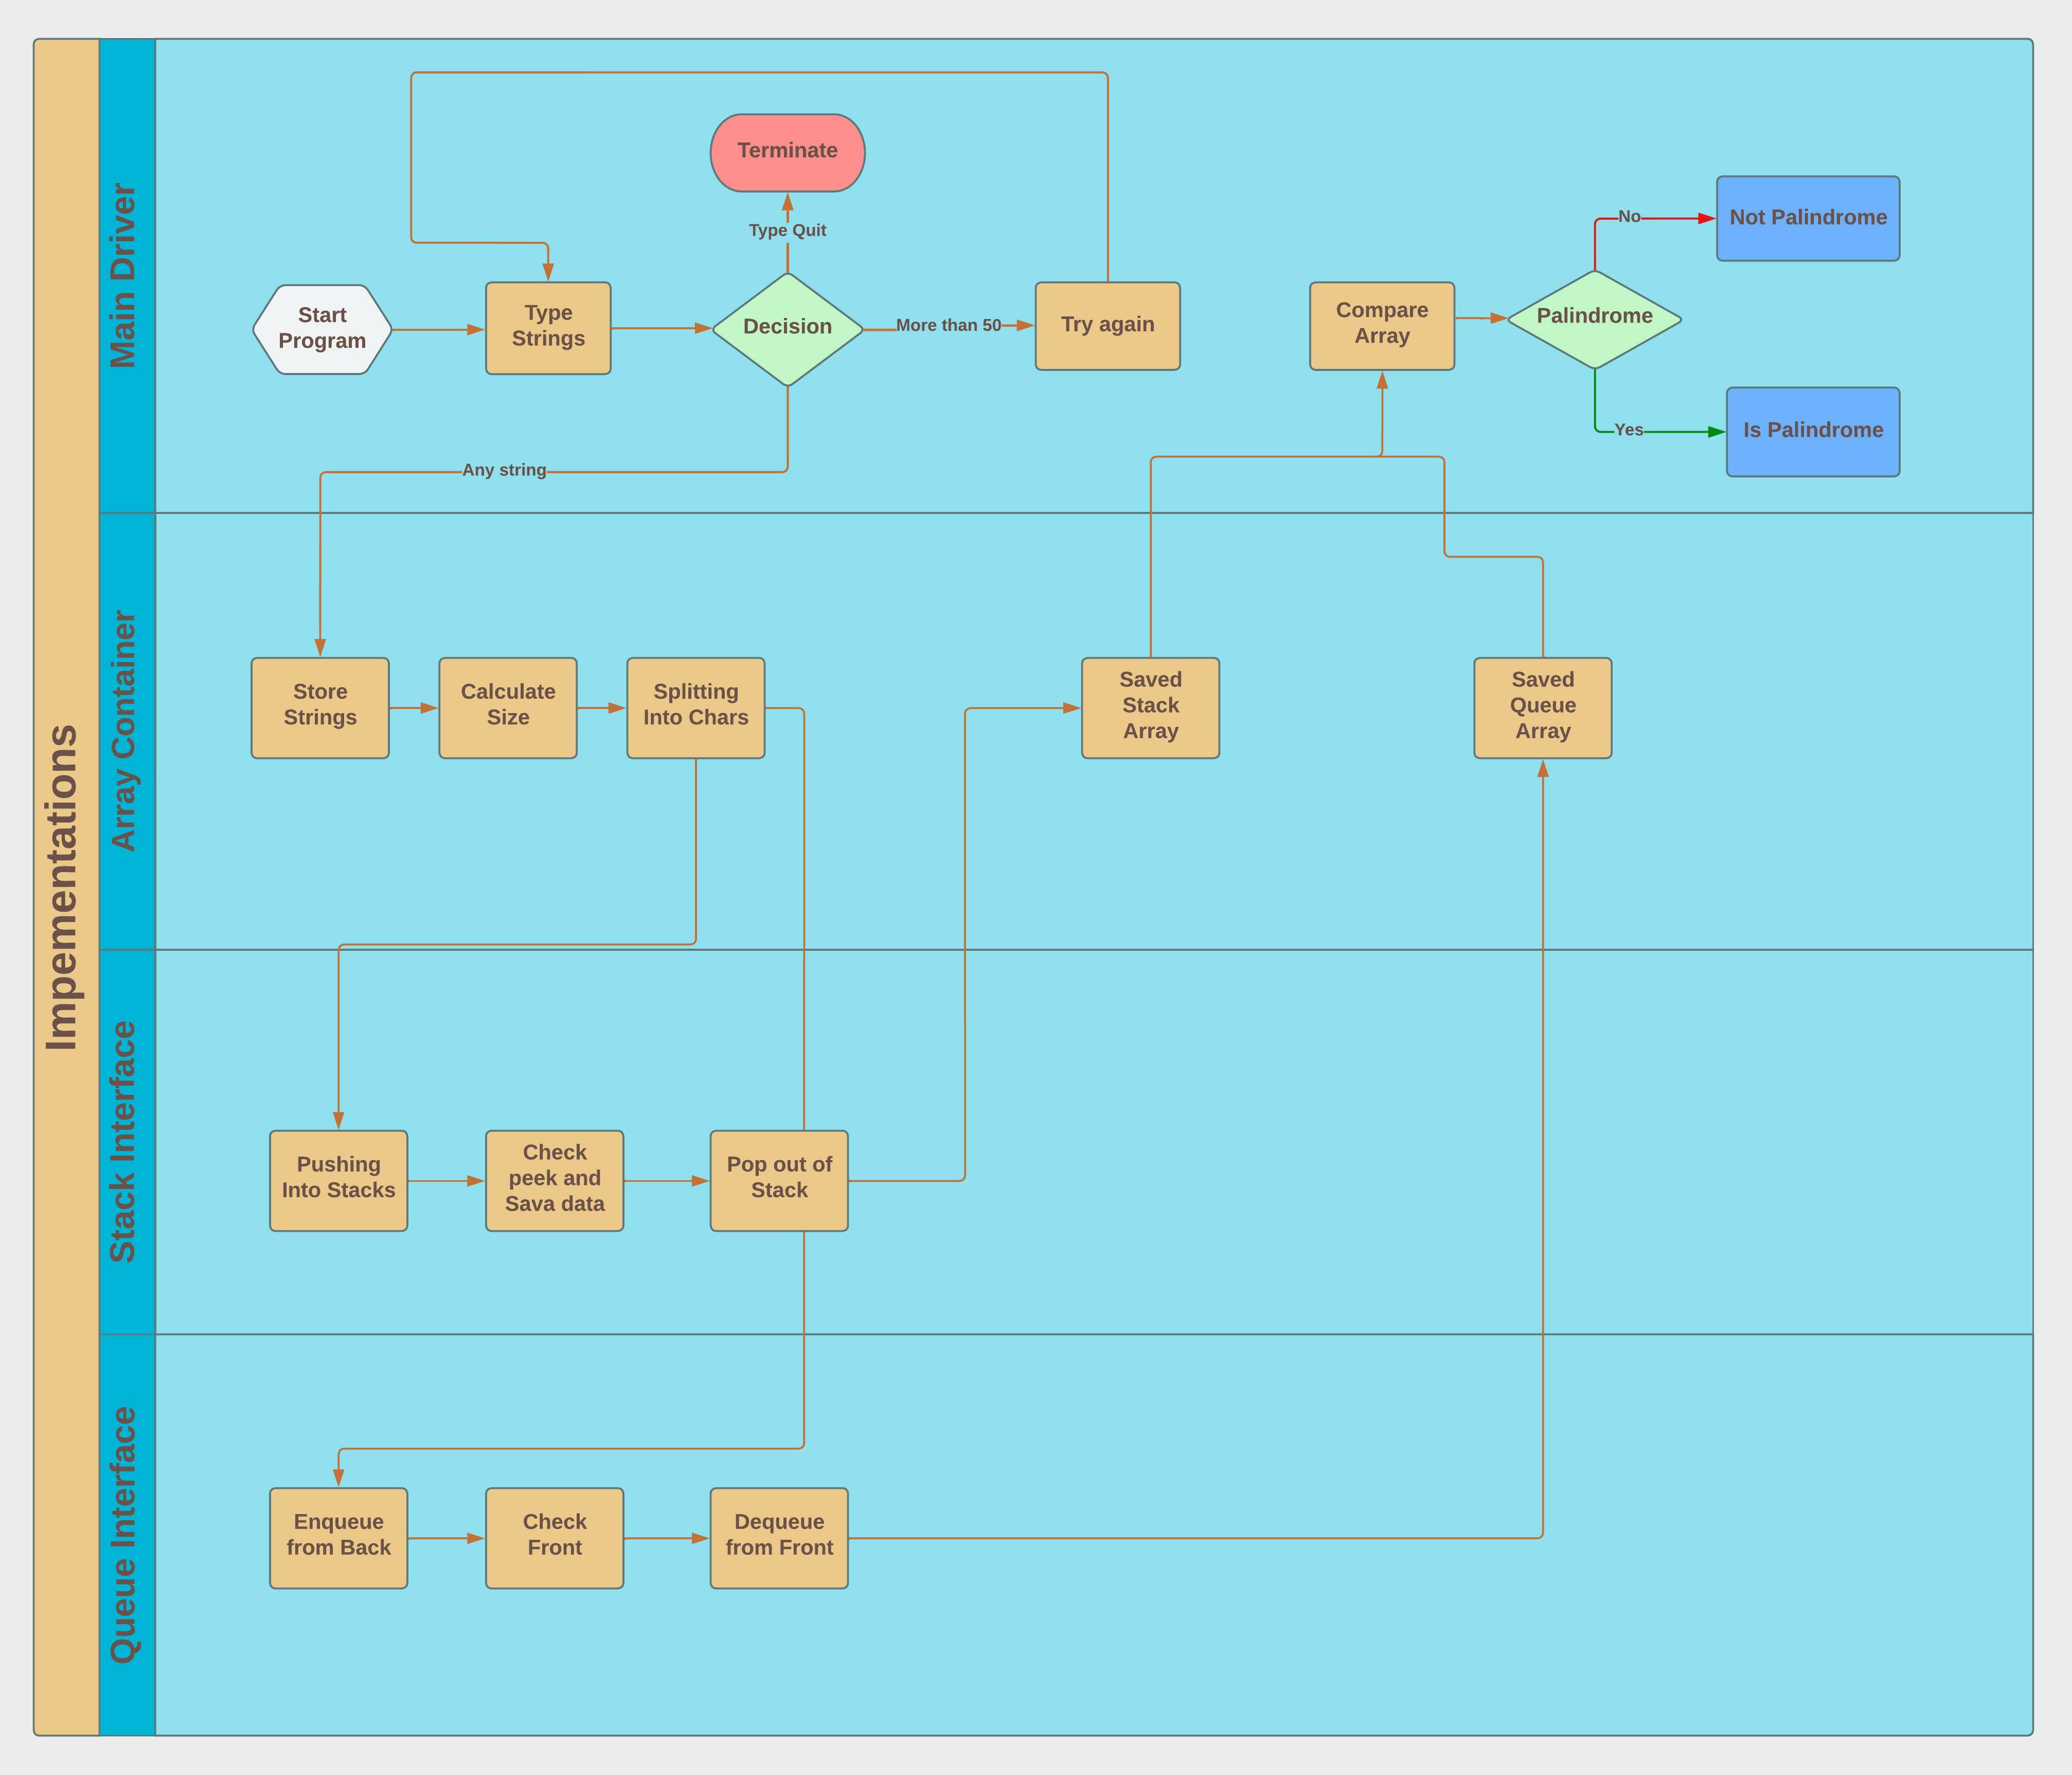 Impementations
Main Driver
Terminate
Type Quit
Start
Program
Type
Strings
Decision
More than 50
Try again
Compare
Array
Palindrome
No
Not Palindrome
Yes
Is Palindrome
Any string
Array Container
Store
Strings
Calculate
Size
Splitting
Into Chars
Saved
Stack
Array
Saved
Queue
Array
Stack Interface
Pushing
Into Stacks
Check
peek and
Sava data
Pop out of
Stack
Queue Interface
Enqueue
from Back
Check
Front
Dequeue
from Front